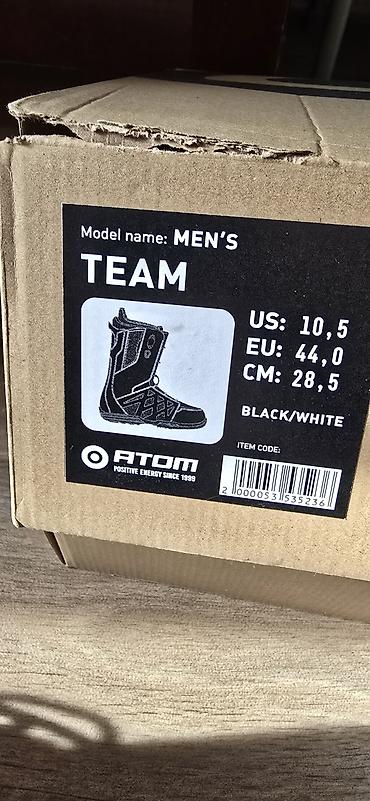 Model name: MEN'S
TEAM
US: 10,5
EU: 44,0
CM: 28,5
BLACK/WHITE
ITEM CODE:
ATOM
POSITIVE ENERGY SINCE 1999
2 000053 535236